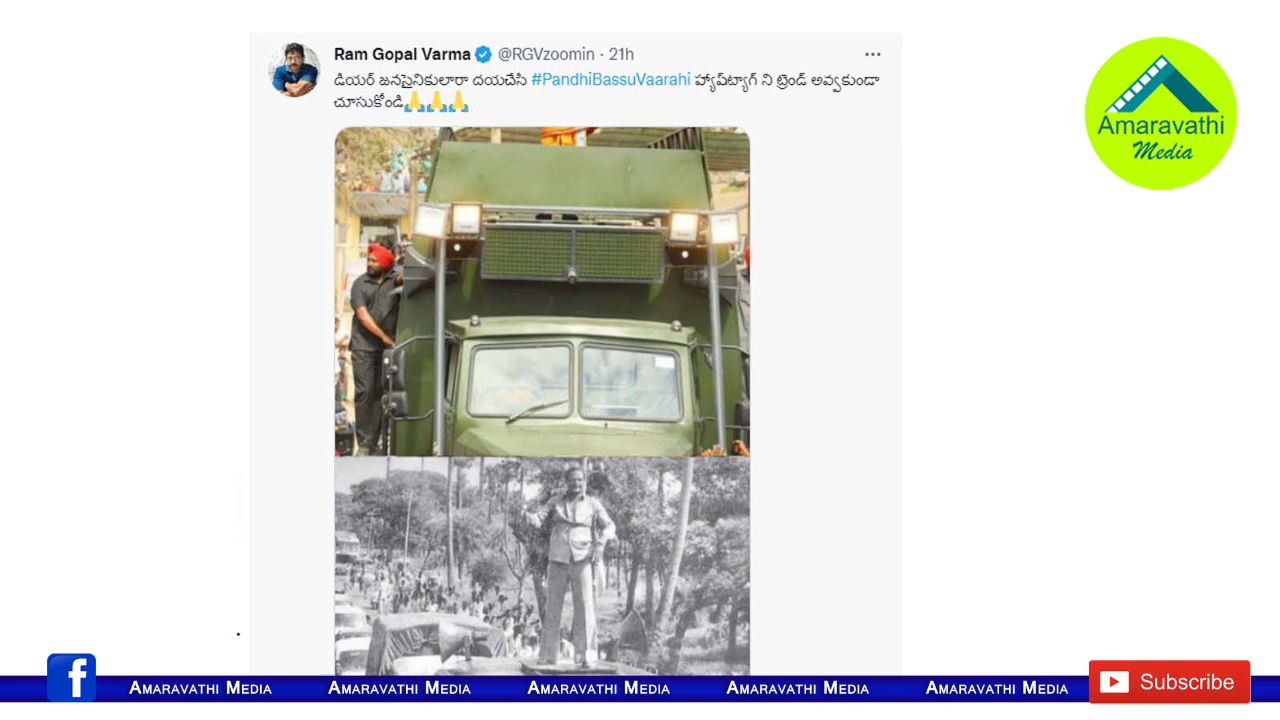 Ram Gopal Varma @RGVzoomin · 21h
డియర్ జనసైనికులారా దయచేసి #PandhiBassuVaarahi హ్యాష్‌ట్యాగ్ ని ట్రెండ్ అవ్వకుండా
చూసుకోండి🙏🙏🙏
Amaravathi
Media
f
AMARAVATHI MEDIA AMARAVATHI MEDIA AMARAVATHI MEDIA AMARAVATHI MEDIA AMARAVATHI MEDIA
Subscribe